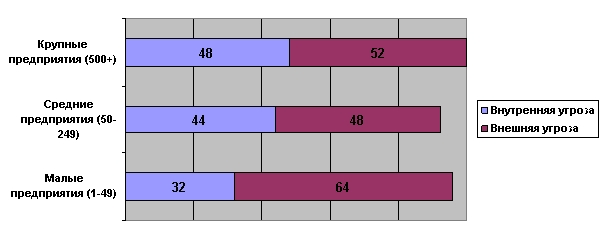 Крупные
предприятия (500+)
48
52
Средние
предприятия (50-
249)
44
48
Малые
предприятия (1-49)
32
64
Внутренняя угроза
Внешняя угроза